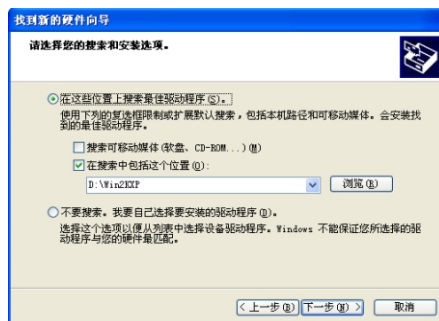 找到新的硬件向导
请选择您的搜索和安装选项。
在这些位置上搜索最佳驱动程序(S)。
使用下列的复选框限制或扩展默认搜索，包括本机路径和可移动媒体。会安装找
到的最佳驱动程序。
搜索可移动媒体(软盘、CD-ROM...)(M)
在搜索中包括这个位置(O):
D:\Win2KXP
浏览(R)
不要搜索。我要自己选择要安装的驱动程序(D)。
选择这个选项以便从列表中选择设备驱动程序。Windows 不能保证您所选择的驱
动程序与您的硬件最匹配。
<上一步(B) 下一步(N)> 取消